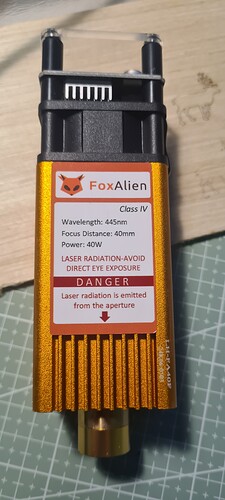 FoxAlien
Class IV
Wavelength: 445nm
Focus Distance: 40mm
Power: 40W
LASER RADIATION-AVOID
DIRECT EYE EXPOSURE
DANGER
Laser radiation is emitted
from the aperture